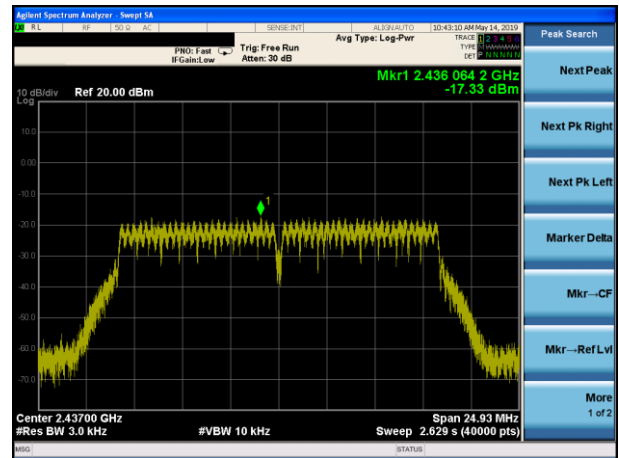 Agilent Spectrum Analyzer - Swept SA
RL RF 50 Ω AC SENSE:INT ALIGNAUTO 10:43:10 AM May 14, 2019
PNO: Fast Trig: Free Run Avg Type: Log-Pwr TRACE 1 2 3 4 5 6
IFGain:Low Atten: 30 dB TYPE
DET P N N N N N
Mkr1 2.436 064 2 GHz
-17.33 dBm
10 dB/div Ref 20.00 dBm
Log
10.0
0.00
-10.0
-20.0
-30.0
-40.0
-50.0
-60.0
-70.0
1
Center 2.43700 GHz Span 24.93 MHz
#Res BW 3.0 kHz #VBW 10 kHz Sweep 2.629 s (40000 pts)
MSG STATUS
Peak Search
Next Peak
Next Pk Right
Next Pk Left
Marker Delta
Mkr→CF
Mkr→Ref Lvl
More
1 of 2